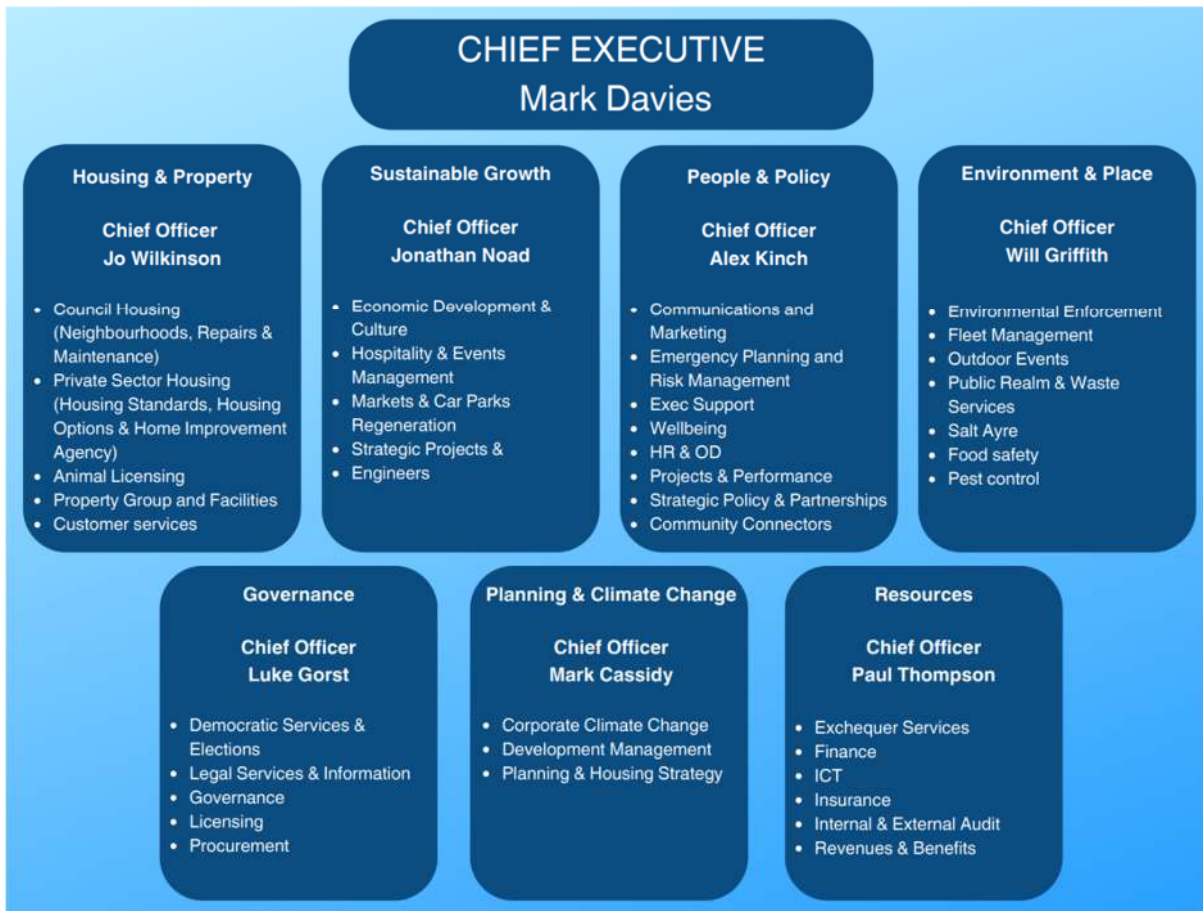 CHIEF EXECUTIVE
Mark Davies
Housing & Property
Chief Officer
Jo Wilkinson
• Council Housing
(Neighbourhoods, Repairs &
Maintenance)
• Private Sector Housing
(Housing Standards, Housing
Options & Home Improvement
Agency)
• Animal Licensing
• Property Group and Facilities
• Customer services
Sustainable Growth
Chief Officer
Jonathan Noad
• Economic Development &
Culture
• Hospitality & Events
Management
• Markets & Car Parks
Regeneration
• Strategic Projects &
• Engineers
People & Policy
Chief Officer
Alex Kinch
• Communications and
Marketing
• Emergency Planning and
Risk Management
• Exec Support
• Wellbeing
• HR & OD
• Projects & Performance
• Strategic Policy & Partnerships
• Community Connectors
Environment & Place
Chief Officer
Will Griffith
• Environmental Enforcement
• Fleet Management
• Outdoor Events
• Public Realm & Waste
Services
• Salt Ayre
• Food safety
• Pest control
Governance
Chief Officer
Luke Gorst
• Democratic Services &
Elections
• Legal Services & Information
• Governance
• Licensing
• Procurement
Planning & Climate Change
Chief Officer
Mark Cassidy
• Corporate Climate Change
• Development Management
• Planning & Housing Strategy
Resources
Chief Officer
Paul Thompson
• Exchequer Services
• Finance
• ICT
• Insurance
• Internal & External Audit
• Revenues & Benefits